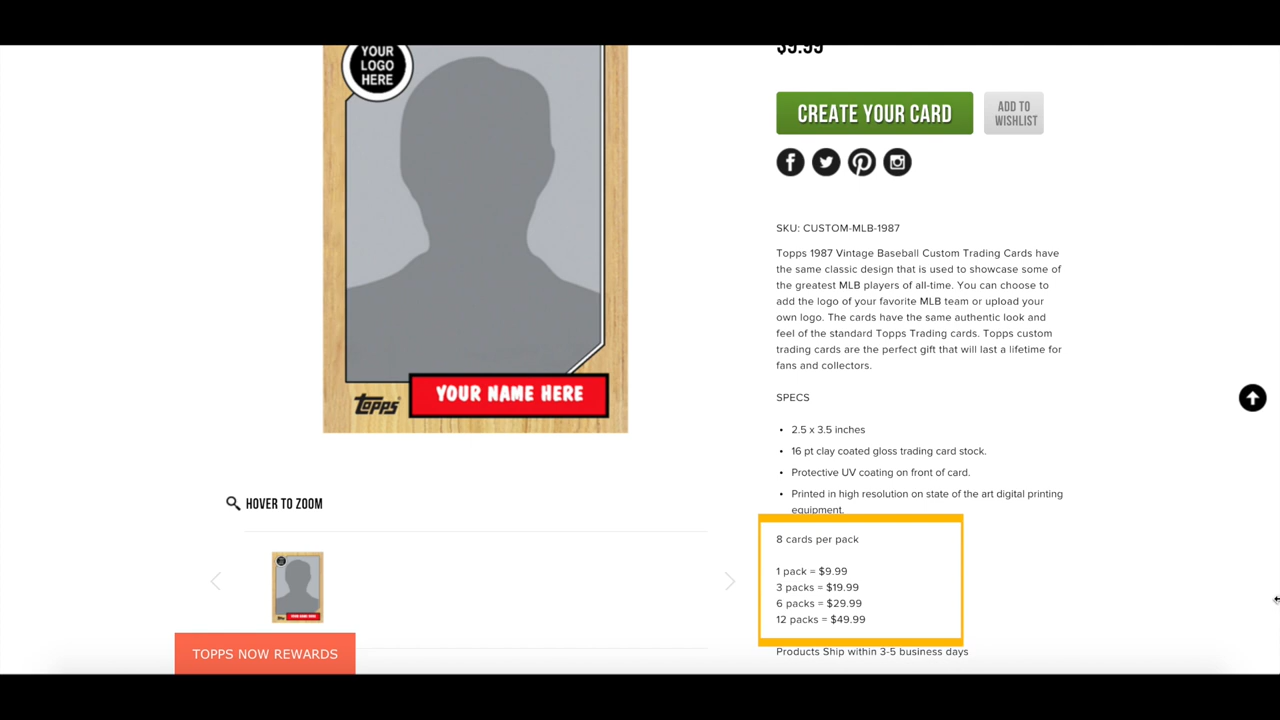 $9.99
YOUR
LOGO
HERE
CREATE YOUR CARD
ADD TO
WISHLIST
SKU: CUSTOM-MLB-1987
Topps 1987 Vintage Baseball Custom Trading Cards have
the same classic design that is used to showcase some of
the greatest MLB players of all-time. You can choose to
add the logo of your favorite MLB team or upload your
own logo. The cards have the same authentic look and
feel of the standard Topps Trading cards. Topps custom
trading cards are the perfect gift that will last a lifetime for
fans and collectors.
topps
YOUR NAME HERE
SPECS
• 2.5 x 3.5 inches
• 16 pt clay coated gloss trading card stock.
• Protective UV coating on front of card.
• Printed in high resolution on state of the art digital printing
equipment.
HOVER TO ZOOM
8 cards per pack
1 pack = $9.99
3 packs = $19.99
6 packs = $29.99
12 packs = $49.99
YOUR NAME HERE
TOPPS NOW REWARDS
Products Ship within 3-5 business days